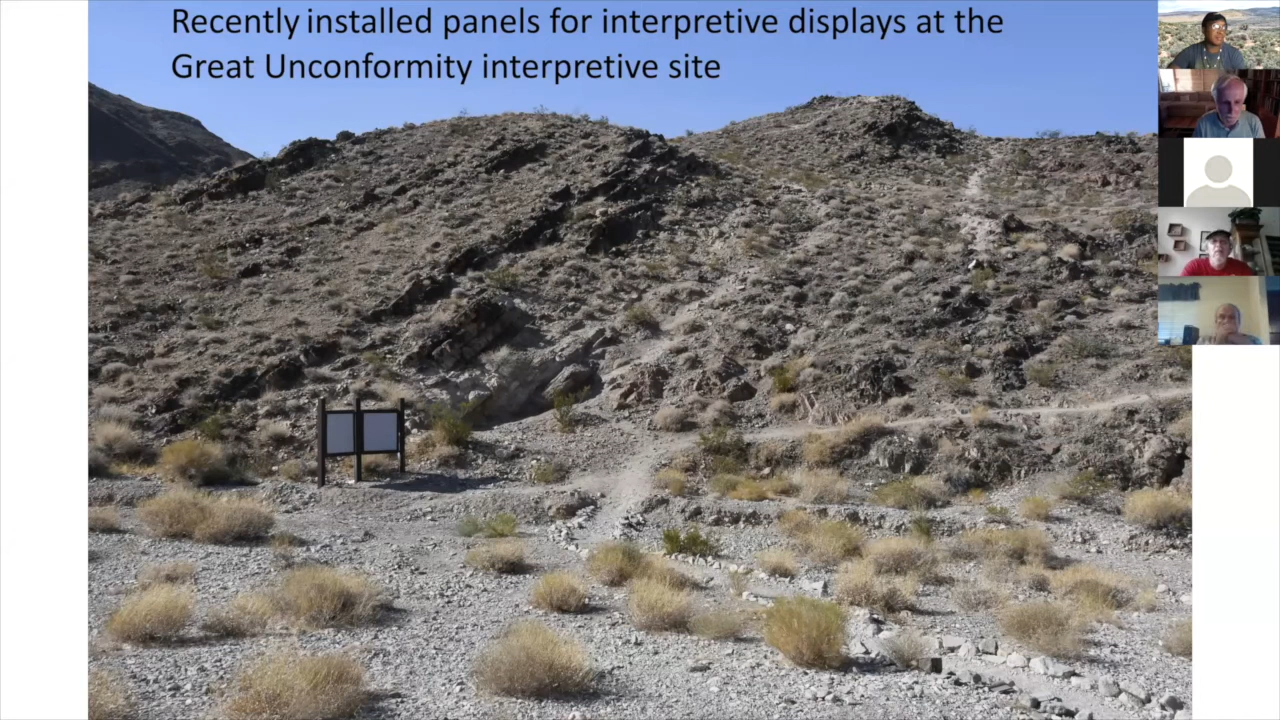 Recently installed panels for interpretive displays at the
Great Unconformity interpretive site